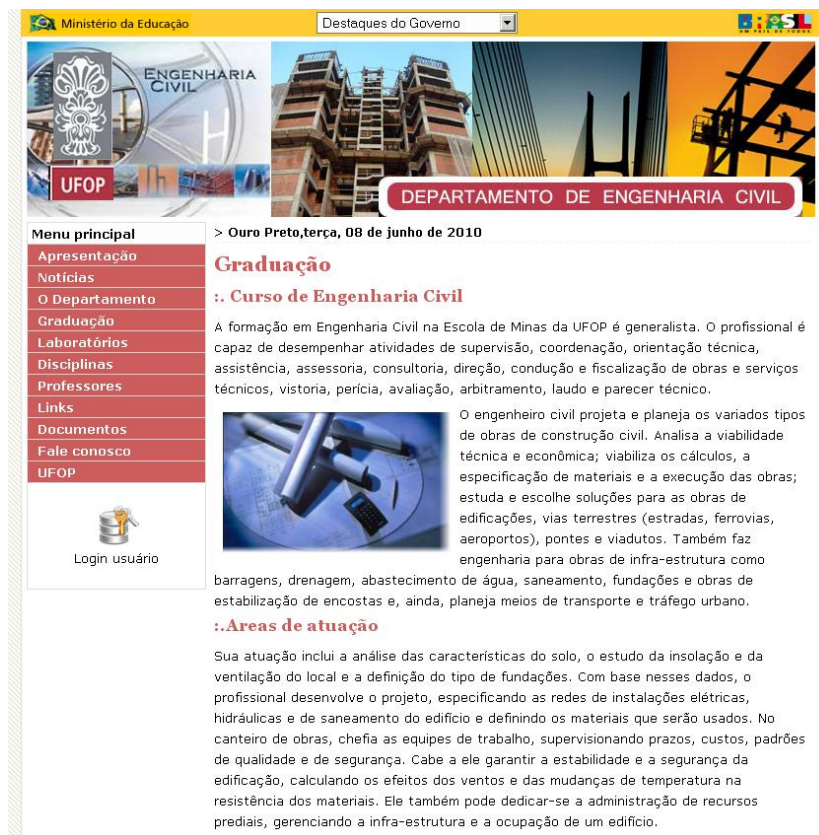 Ministério da Educação
Destaques do Governo
BRASIL
UM PAÍS DE TODOS
ENGENHARIA
CIVIL
UFOP
DEPARTAMENTO DE ENGENHARIA CIVIL
Menu principal
Apresentação
Notícias
O Departamento
Graduação
Laboratórios
Disciplinas
Professores
Links
Documentos
Fale conosco
UFOP
Login usuário
> Ouro Preto,terça, 08 de junho de 2010
Graduação
:. Curso de Engenharia Civil
A formação em Engenharia Civil na Escola de Minas da UFOP é generalista. O profissional é
capaz de desempenhar atividades de supervisão, coordenação, orientação técnica,
assistência, assessoria, consultoria, direção, condução e fiscalização de obras e serviços
técnicos, vistoria, perícia, avaliação, arbitramento, laudo e parecer técnico.
O engenheiro civil projeta e planeja os variados tipos
de obras de construção civil. Analisa a viabilidade
técnica e econômica; viabiliza os cálculos, a
especificação de materiais e a execução das obras;
estuda e escolhe soluções para as obras de
edificações, vias terrestres (estradas, ferrovias,
aeroportos), pontes e viadutos. Também faz
engenharia para obras de infra-estrutura como
barragens, drenagem, abastecimento de água, saneamento, fundações e obras de
estabilização de encostas e, ainda, planeja meios de transporte e tráfego urbano.
:.Areas de atuação
Sua atuação inclui a análise das características do solo, o estudo da insolação e da
ventilação do local e a definição do tipo de fundações. Com base nesses dados, o
profissional desenvolve o projeto, especificando as redes de instalações elétricas,
hidráulicas e de saneamento do edifício e definindo os materiais que serão usados. No
canteiro de obras, chefia as equipes de trabalho, supervisionando prazos, custos, padrões
de qualidade e de segurança. Cabe a ele garantir a estabilidade e a segurança da
edificação, calculando os efeitos dos ventos e das mudanças de temperatura na
resistência dos materiais. Ele também pode dedicar-se a administração de recursos
prediais, gerenciando a infra-estrutura e a ocupação de um edifício.